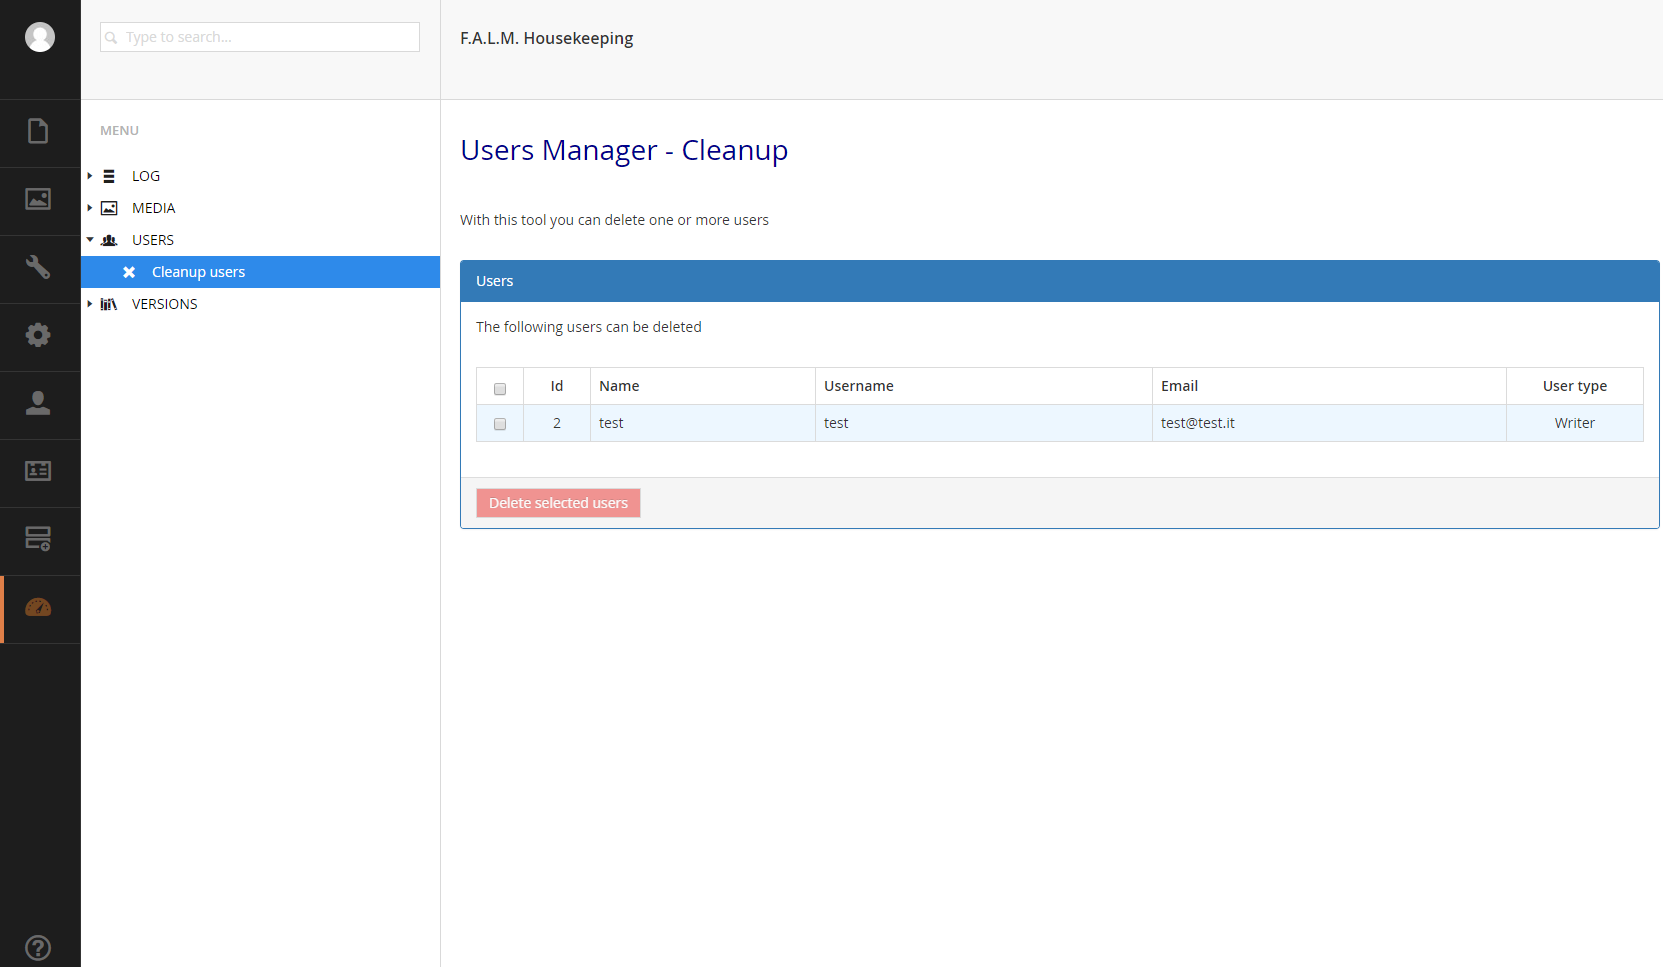 Type to search...
F.A.L.M. Housekeeping
MENU
LOG
MEDIA
USERS
Cleanup users
VERSIONS
Users Manager - Cleanup
With this tool you can delete one or more users
Users
The following users can be deleted
Id Name Username Email User type
2 test test test@test.it Writer
Delete selected users